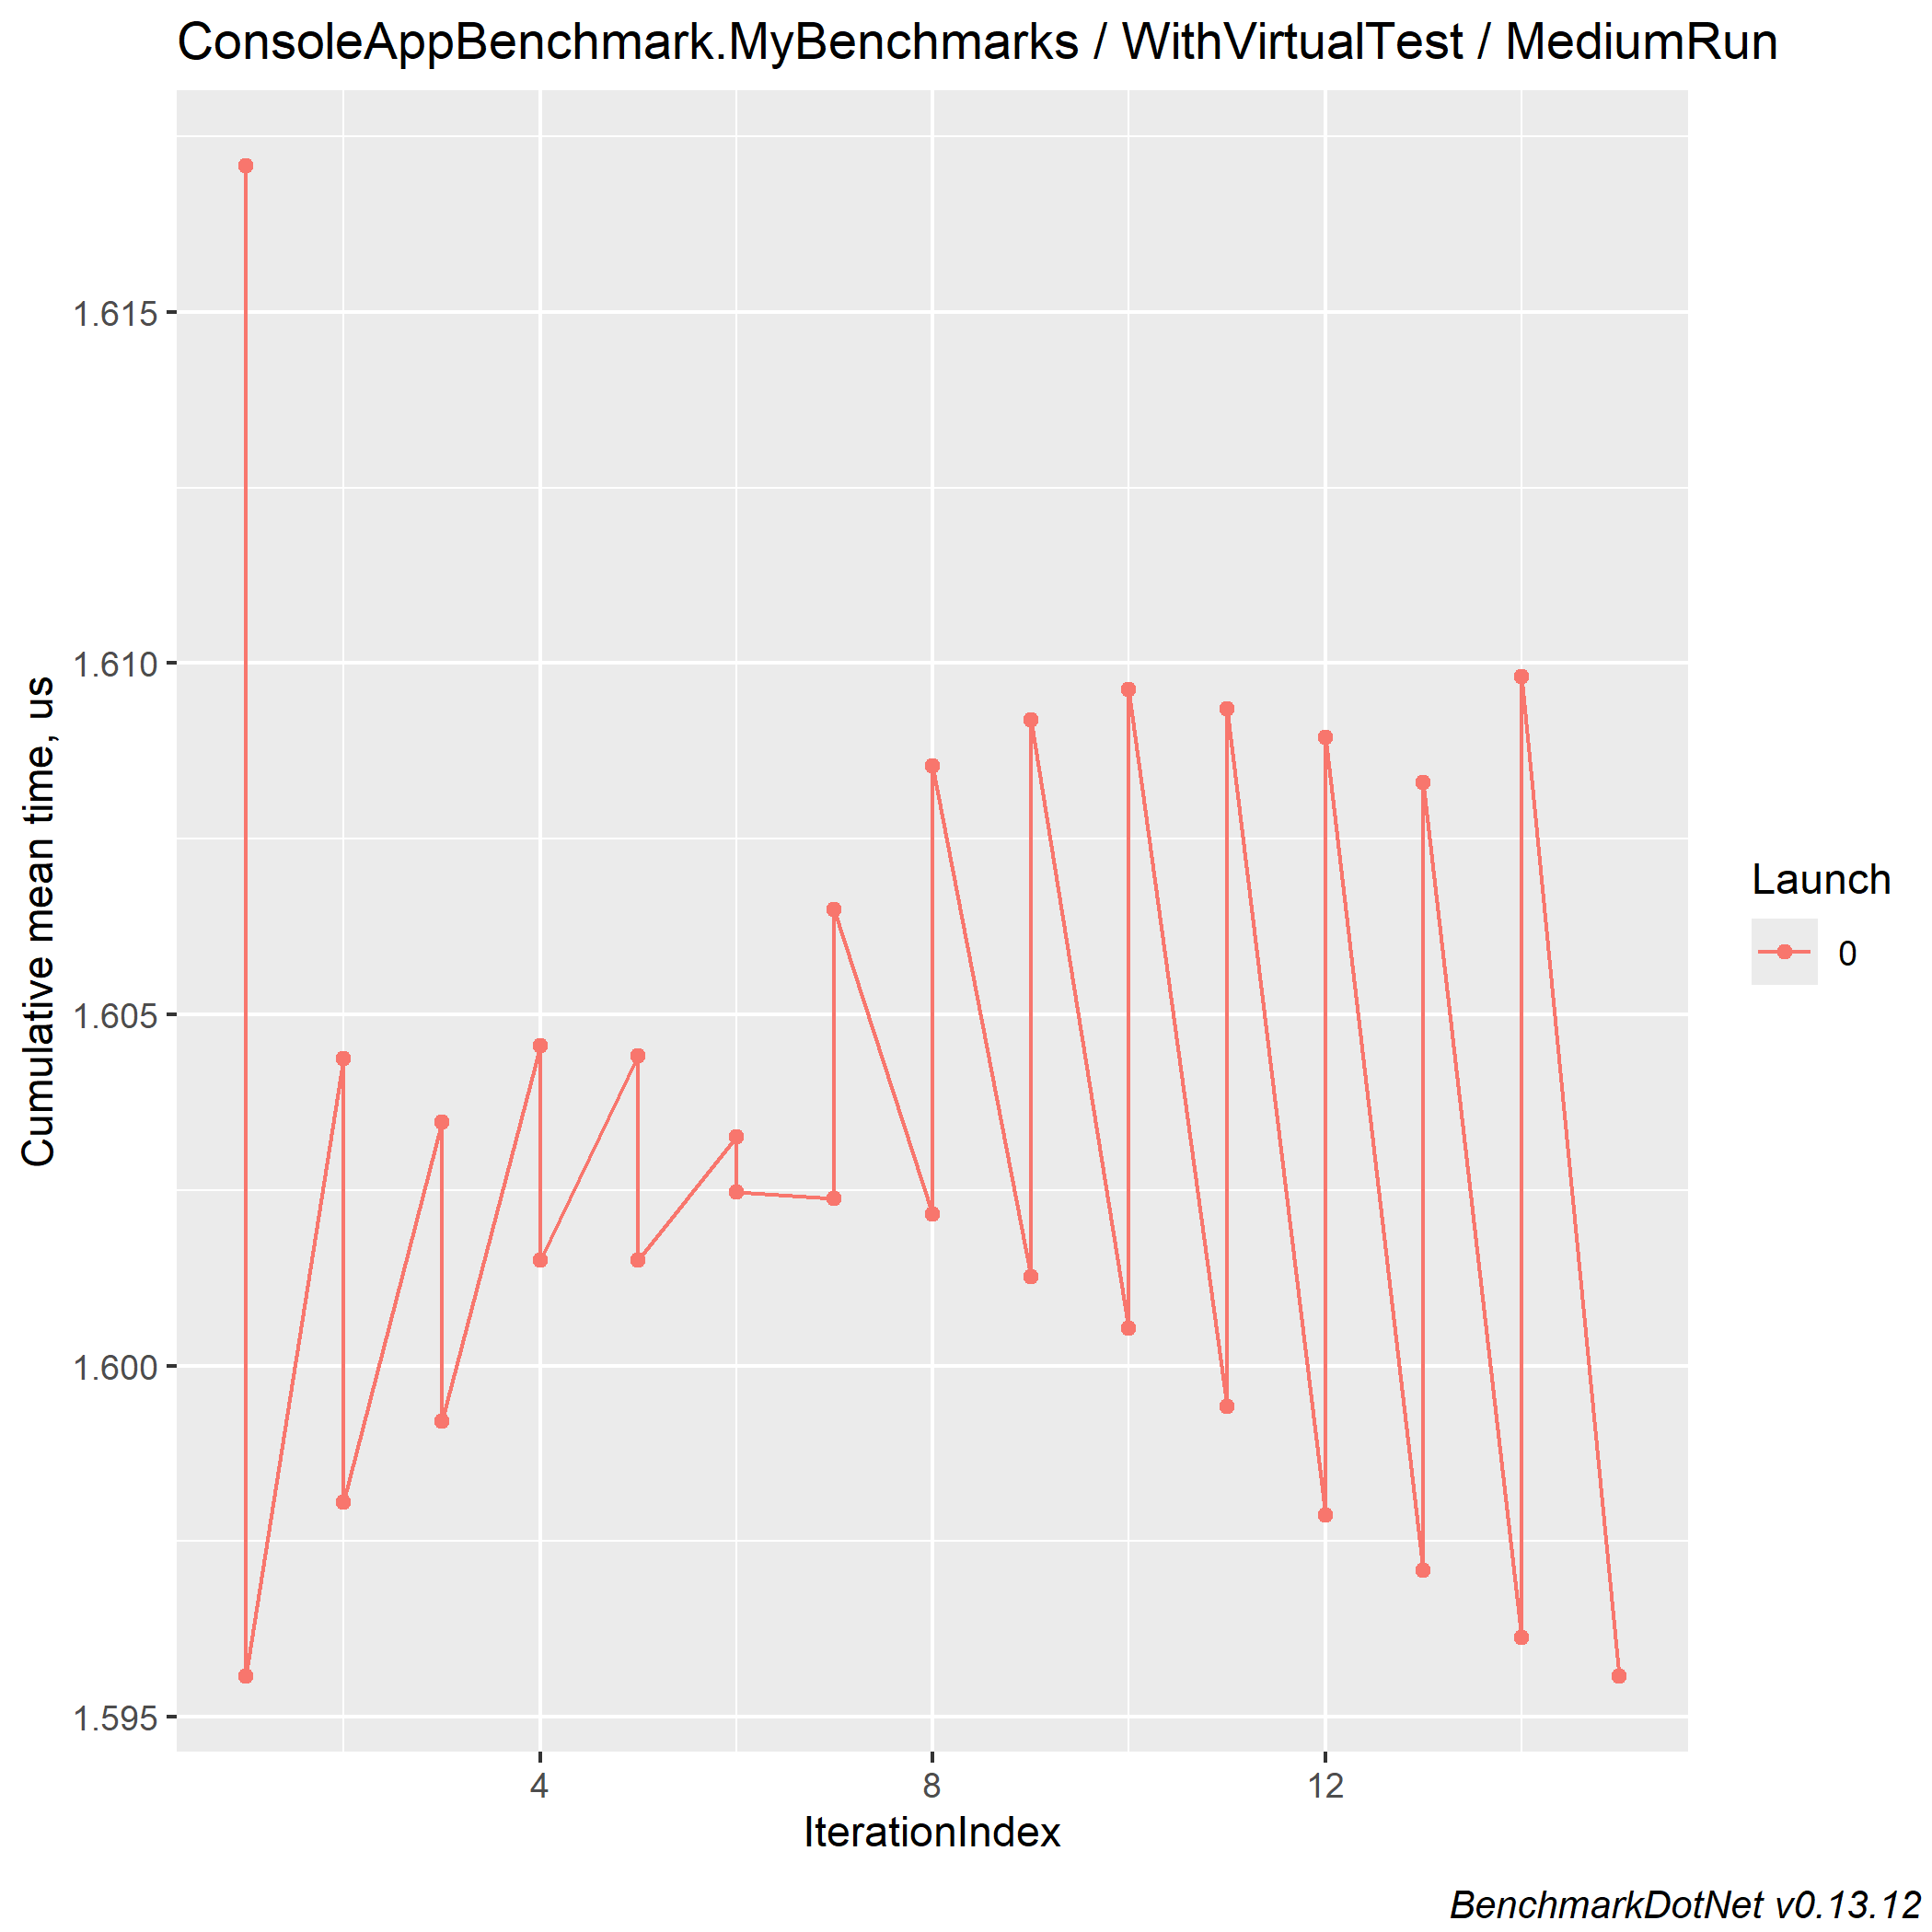 ConsoleAppBenchmark.MyBenchmarks / WithVirtualTest / MediumRun
Cumulative mean time, us
1.615
1.610
1.605
1.600
1.595
4
8
12
IterationIndex
Launch
0
BenchmarkDotNet v0.13.12